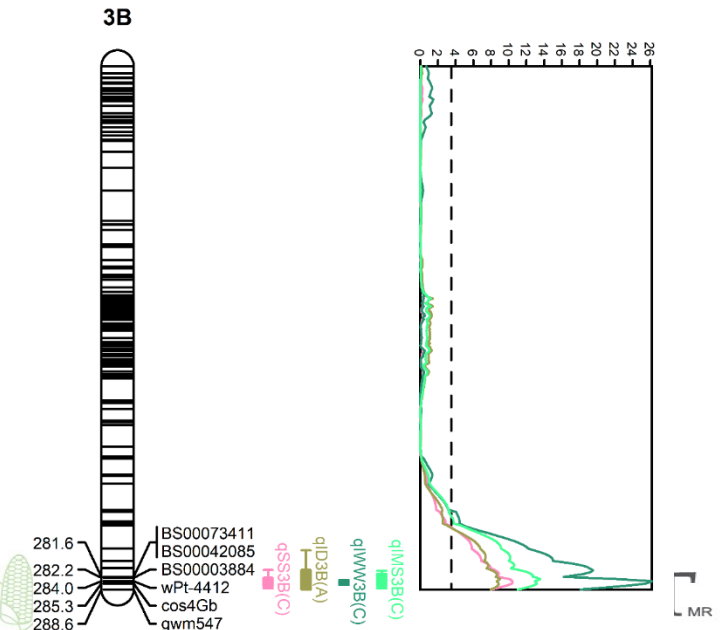 3B
0 2 4 6 8 10 12 14 16 18 20 22 24 26
281.6
282.2
284.0
285.3
288.6
BS00073411
BS00042085
BS00003884
wPt-4412
cos4Gb
gwm547
qSS3B(C)
qID3B(A)
qIWW3B(C)
qIMS3B(C)
MR